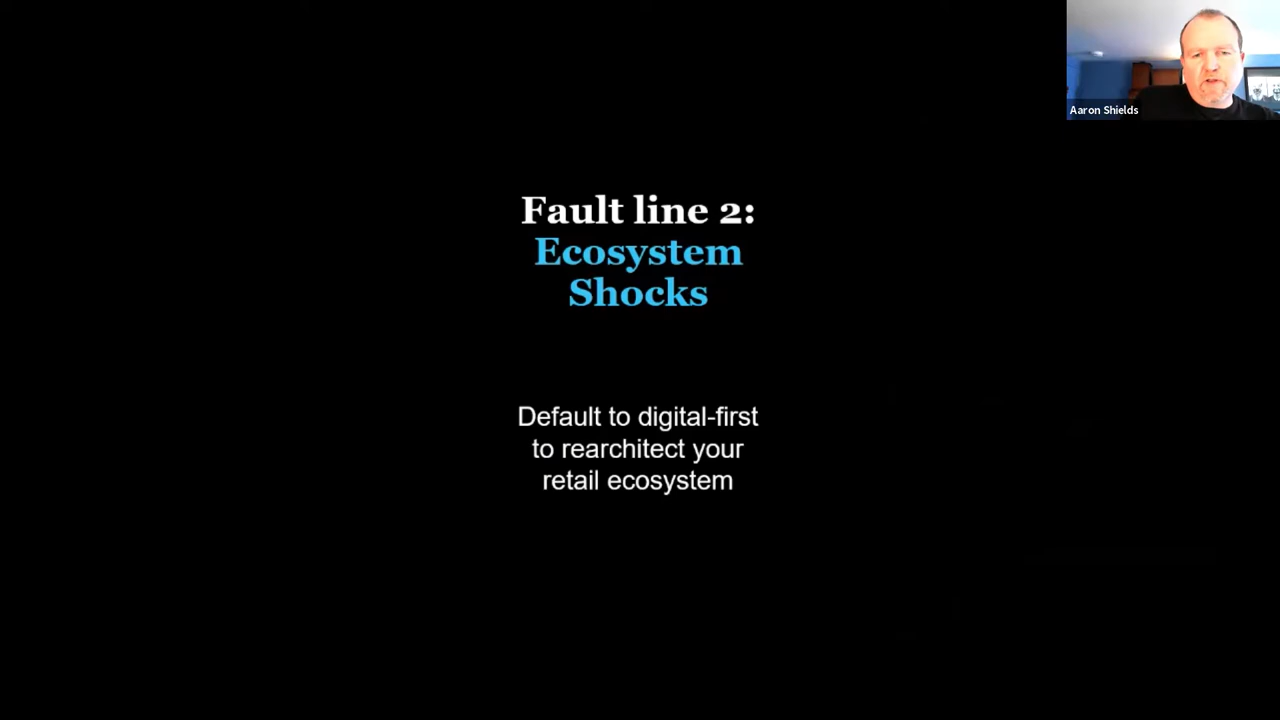 Aaron Shields
Fault line 2:
Ecosystem
Shocks
Default to digital-first
to rearchitect your
retail ecosystem